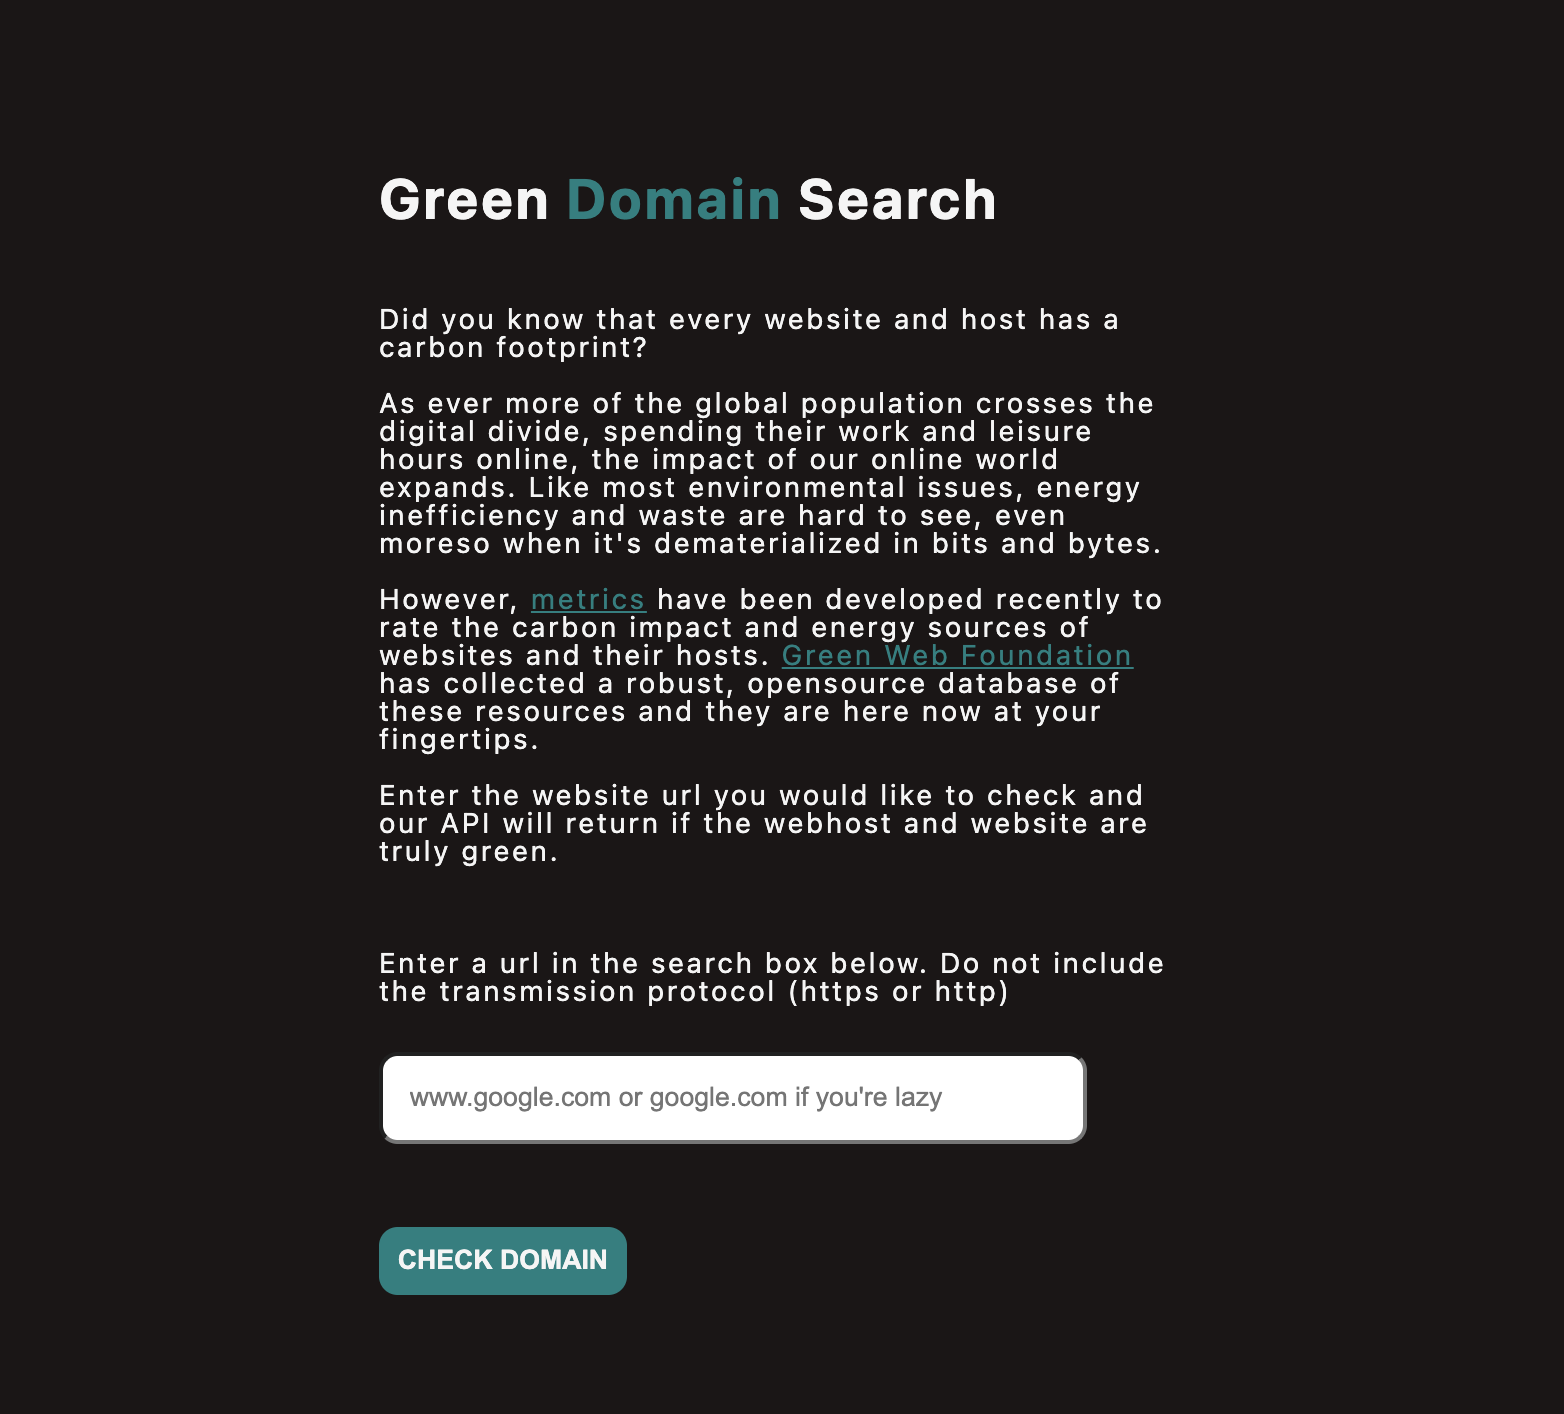 Green Domain Search
Did you know that every website and host has a
carbon footprint?
As ever more of the global population crosses the
digital divide, spending their work and leisure
hours online, the impact of our online world
expands. Like most environmental issues, energy
inefficiency and waste are hard to see, even
moreso when it's dematerialized in bits and bytes.
However, metrics have been developed recently to
rate the carbon impact and energy sources of
websites and their hosts. Green Web Foundation
has collected a robust, opensource database of
these resources and they are here now at your
fingertips.
Enter the website url you would like to check and
our API will return if the webhost and website are
truly green.
Enter a url in the search box below. Do not include
the transmission protocol (https or http)
www.google.com or google.com if you're lazy
CHECK DOMAIN